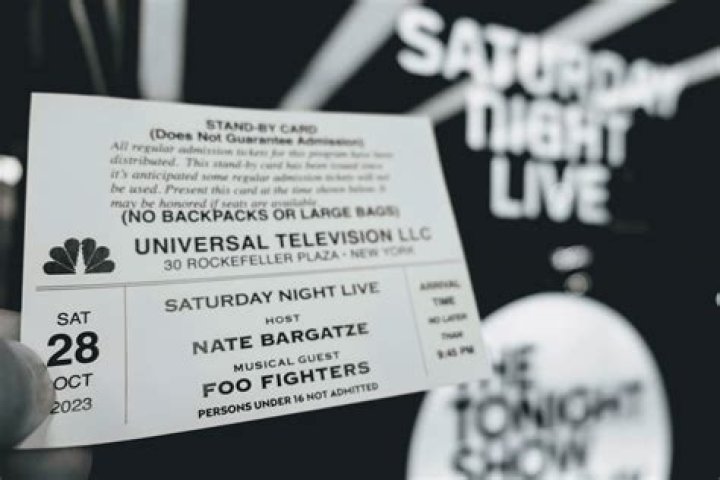 STAND-BY CARD
(Does Not Guarantee Admission)
All regular admission tickets for this program have been
distributed. This stand-by card has been issued since
it's anticipated some regular admission tickets will not
be used. Present this card at the time shown below. It
may be honored if seats are available.
(NO BACKPACKS OR LARGE BAGS)
UNIVERSAL TELEVISION LLC
30 ROCKEFELLER PLAZA - NEW YORK
SAT
28
OCT
2023
SATURDAY NIGHT LIVE
HOST
NATE BARGATZE
MUSICAL GUEST
FOO FIGHTERS
PERSONS UNDER 16 NOT ADMITTED
ARRIVAL
TIME
NO LATER
THAN
9:45 PM
SATURDAY
NIGHT
LIVE
THE
TONIGHT
SHOW